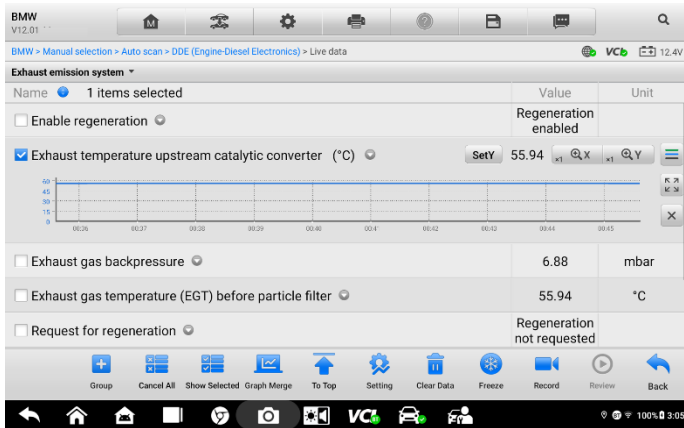 BMW
V12.01
M
?
BMW > Manual selection > Auto scan > DDE (Engine-Diesel Electronics) > Live data
VCI
12.4V
Exhaust emission system
Name 1 items selected Value Unit
Enable regeneration Regeneration enabled
Exhaust temperature upstream catalytic converter (°C) SetY 55.94 x1 X x1 Y
60
45
30
15
0
00:36 00:37 00:38 00:39 00:40 00:41 00:42 00:43 00:44 00:45
Exhaust gas backpressure 6.88 mbar
Exhaust gas temperature (EGT) before particle filter 55.94 °C
Request for regeneration Regeneration not requested
Group Cancel All Show Selected Graph Merge To Top Setting Clear Data Freeze Record Review Back
VCI 100% 3:05